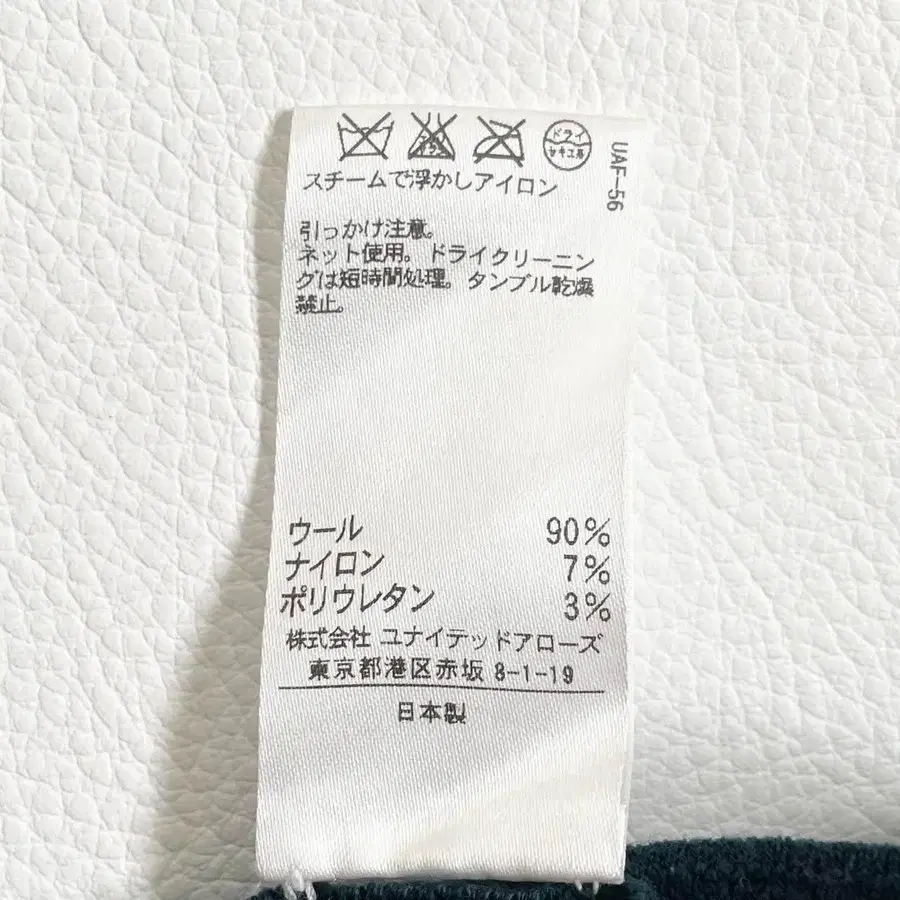 ドライ
セキユ系
UAF-56
スチームで浮かしアイロン
引っかけ注意。
ネット使用。ドライクリーニン
グは短時間処理。タンブル乾燥
禁止。
ウール 90%
ナイロン 7%
ポリウレタン 3%
株式会社 ユナイテッドアローズ
東京都港区赤坂 8-1-19
日本製